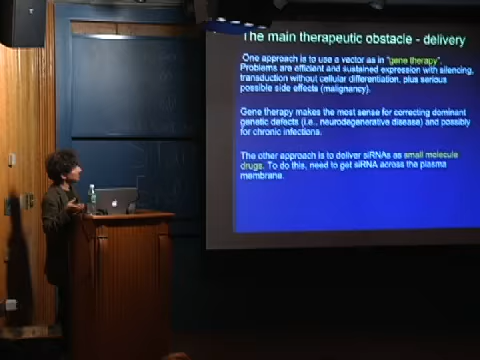 The main therapeutic obstacle - delivery
One approach is to use a vector as in "gene therapy".
Problems are efficient and sustained expression with silencing,
transduction without cellular differentiation, plus serious
possible side effects (malignancy).
Gene therapy makes the most sense for correcting dominant
genetic defects (i.e., neurodegenerative disease) and possibly
for chronic infections.
The other approach is to deliver siRNAs as small molecule
drugs. To do this, need to get siRNA across the plasma
membrane.